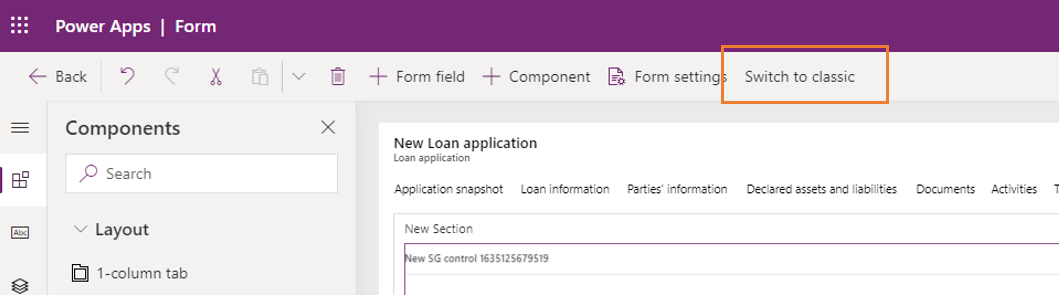 Power Apps | Form
Back Form field Component Form settings Switch to classic
Components
Search
Layout
1-column tab
Abc
New Loan application
Loan application
Application snapshot Loan information Parties' information Declared assets and liabilities Documents Activities T
New Section
New SG control 1635125679519